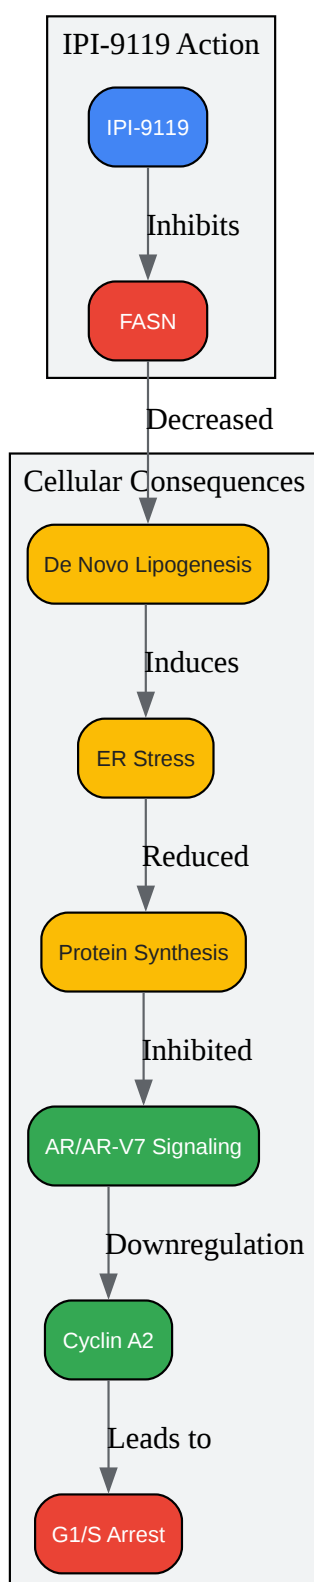 IPI-9119 Action
IPI-9119
Inhibits
FASN
Decreased
Cellular Consequences
De Novo Lipogenesis
Induces
ER Stress
Reduced
Protein Synthesis
Inhibited
AR/AR-V7 Signaling
Downregulation
Cyclin A2
Leads to
G1/S Arrest